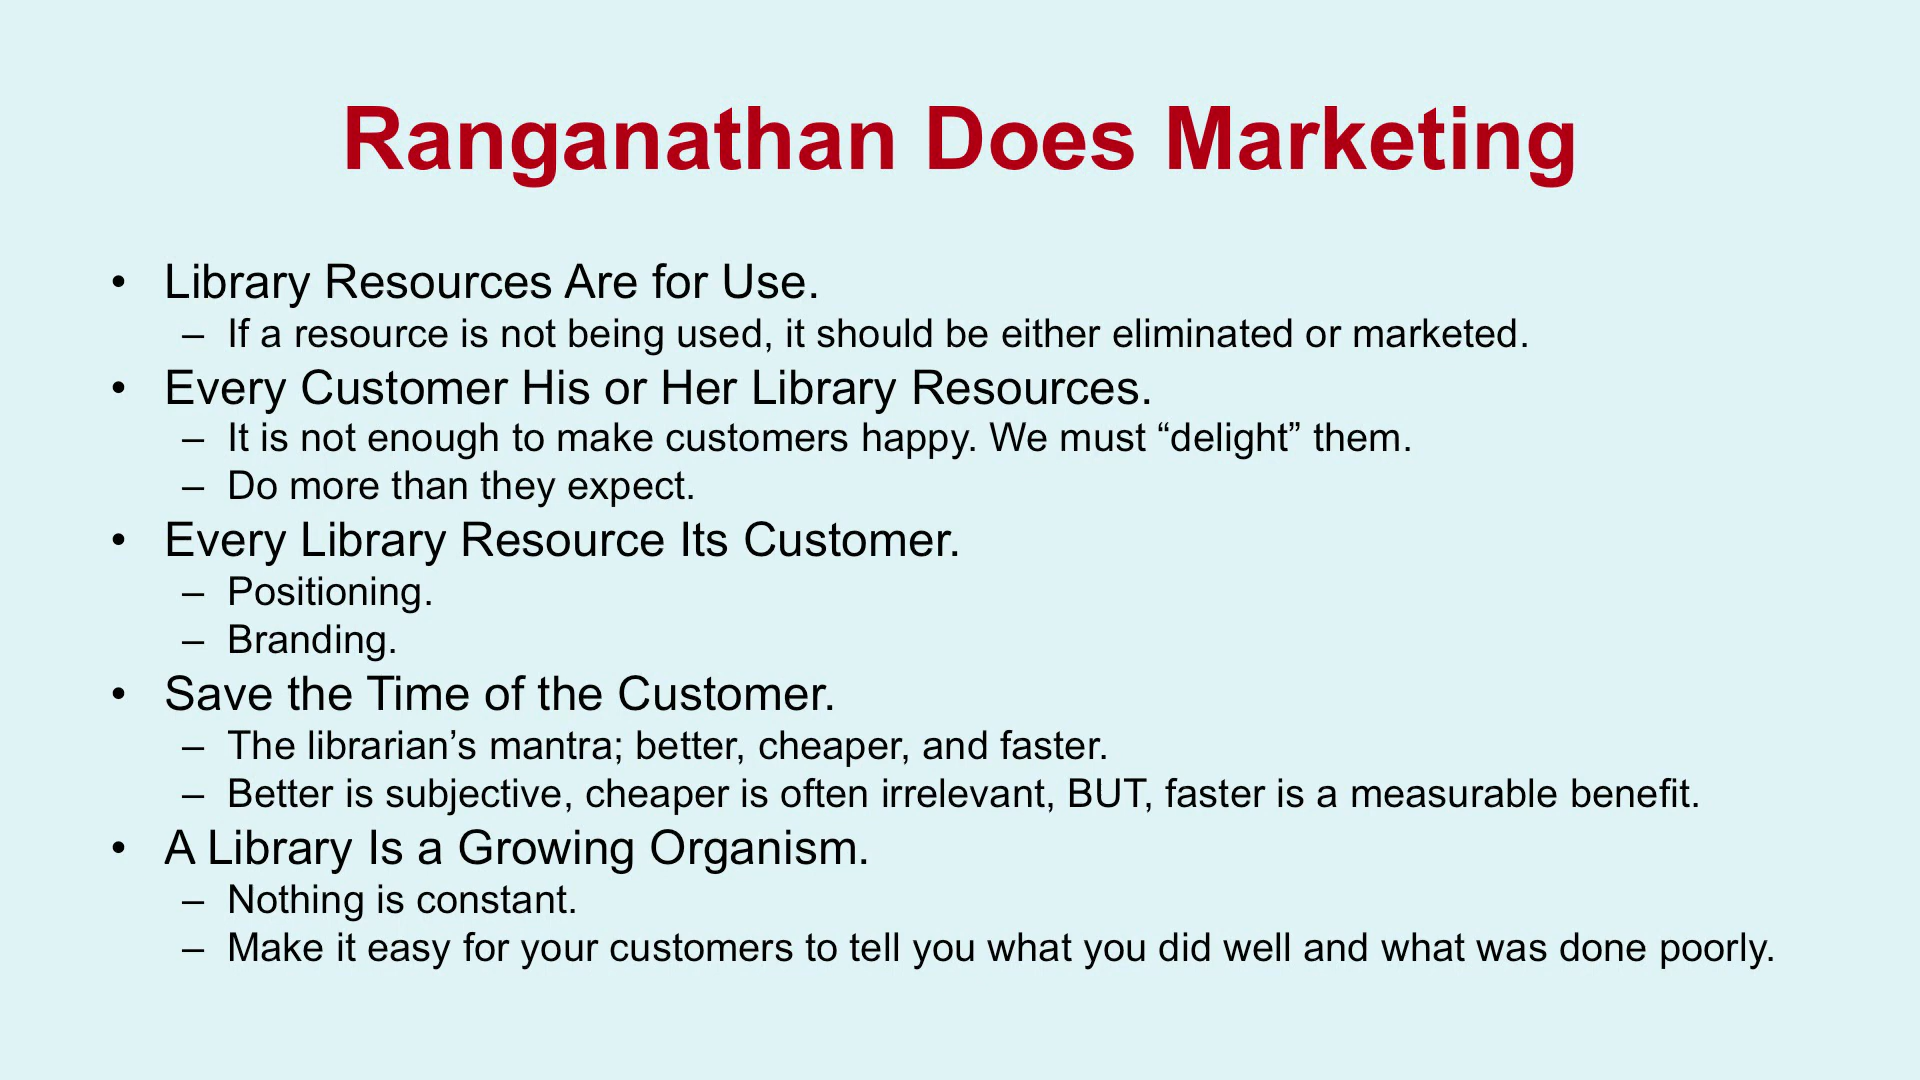 Ranganathan Does Marketing
• Library Resources Are for Use.
– If a resource is not being used, it should be either eliminated or marketed.
• Every Customer His or Her Library Resources.
– It is not enough to make customers happy. We must “delight” them.
– Do more than they expect.
• Every Library Resource Its Customer.
– Positioning.
– Branding.
• Save the Time of the Customer.
– The librarian’s mantra; better, cheaper, and faster.
– Better is subjective, cheaper is often irrelevant, BUT, faster is a measurable benefit.
• A Library Is a Growing Organism.
– Nothing is constant.
– Make it easy for your customers to tell you what you did well and what was done poorly.